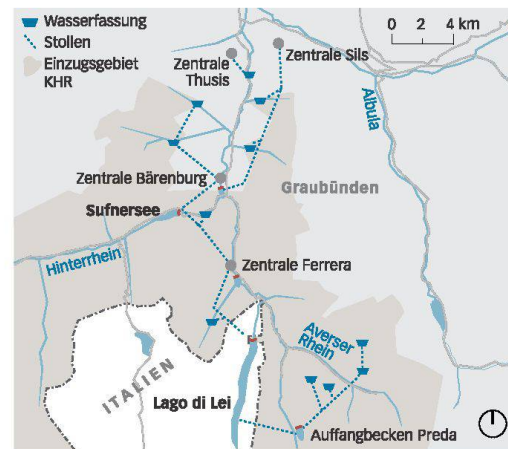 Wasserfassung
Stollen
Einzugsgebiet
KHR
0 2 4 km
Zentrale
Thusis
Zentrale Sils
Albula
Zentrale Bärenburg
Graubünden
Sufnersee
Hinterrhein
Zentrale Ferrera
Averser
Rhein
ITALIEN
Lago di Lei
Auffangbecken Preda